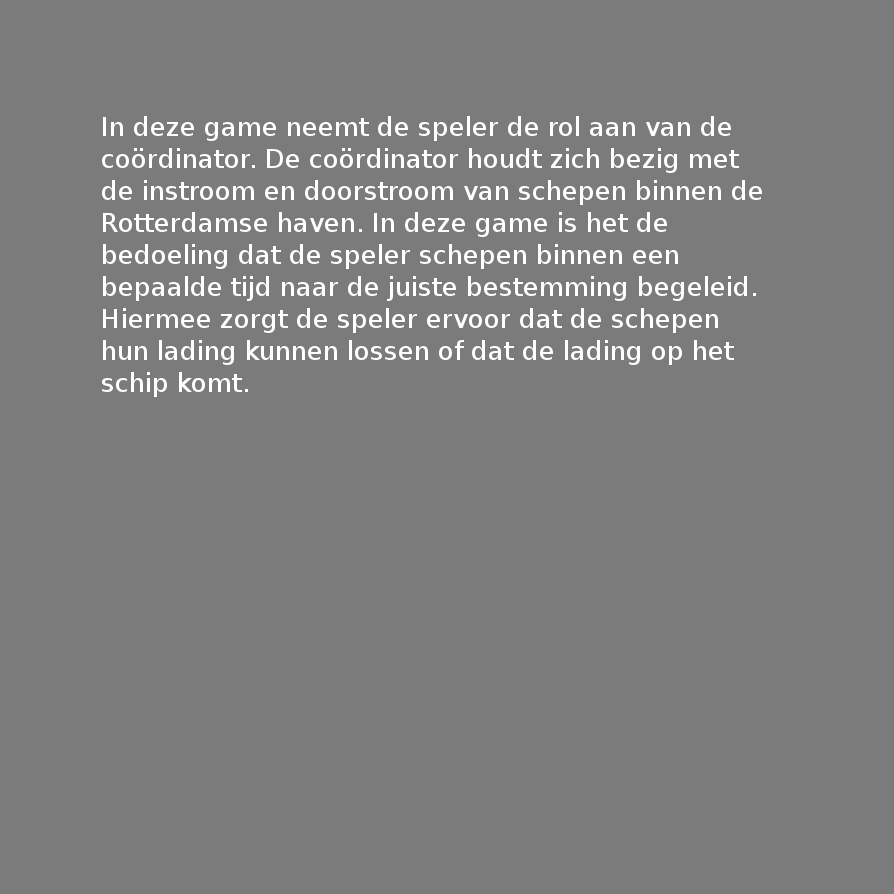 In deze game neemt de speler de rol aan van de
coördinator. De coördinator houdt zich bezig met
de instroom en doorstroom van schepen binnen de
Rotterdamse haven. In deze game is het de
bedoeling dat de speler schepen binnen een
bepaalde tijd naar de juiste bestemming begeleid.
Hiermee zorgt de speler ervoor dat de schepen
hun lading kunnen lossen of dat de lading op het
schip komt.